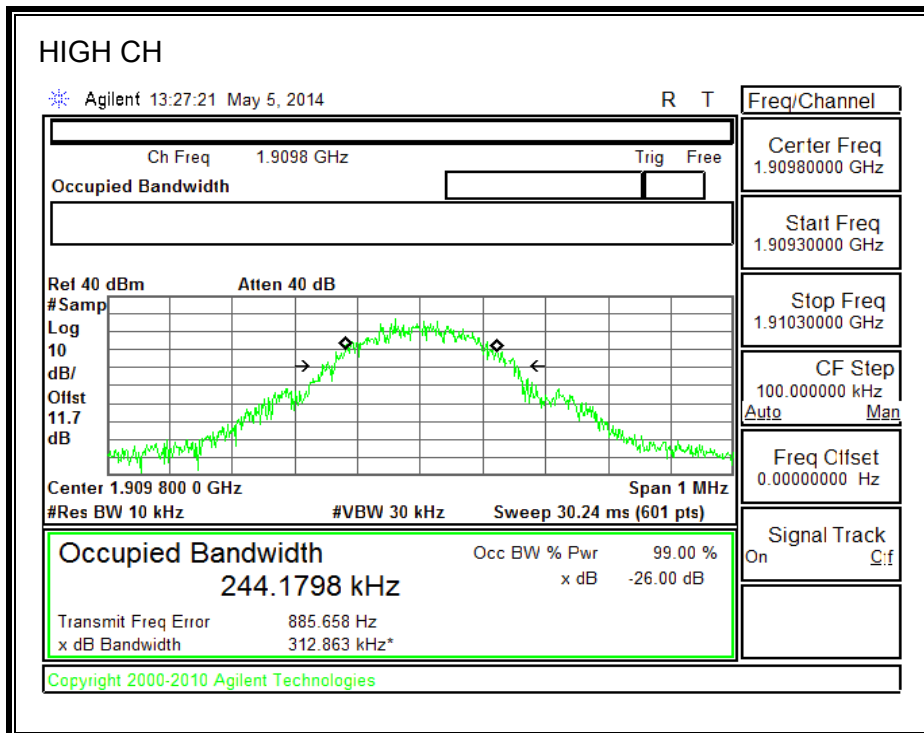 HIGH CH
Agilent 13:27:21 May 5, 2014 R T
Freq/Channel
Ch Freq 1.9098 GHz Trig Free
Occupied Bandwidth
Center Freq
1.90980000 GHz
Start Freq
1.90930000 GHz
Stop Freq
1.91030000 GHz
CF Step
100.000000 kHz
Auto Man
Freq Offset
0.00000000 Hz
Signal Track
On Off
Ref 40 dBm Atten 40 dB
#Samp
Log
10
dB/
Offst
11.7
dB
Center 1.909 800 0 GHz Span 1 MHz
#Res BW 10 kHz #VBW 30 kHz Sweep 30.24 ms (601 pts)
Occupied Bandwidth Occ BW % Pwr 99.00 %
244.1798 kHz x dB -26.00 dB
Transmit Freq Error 885.658 Hz
x dB Bandwidth 312.863 kHz*
Copyright 2000-2010 Agilent Technologies